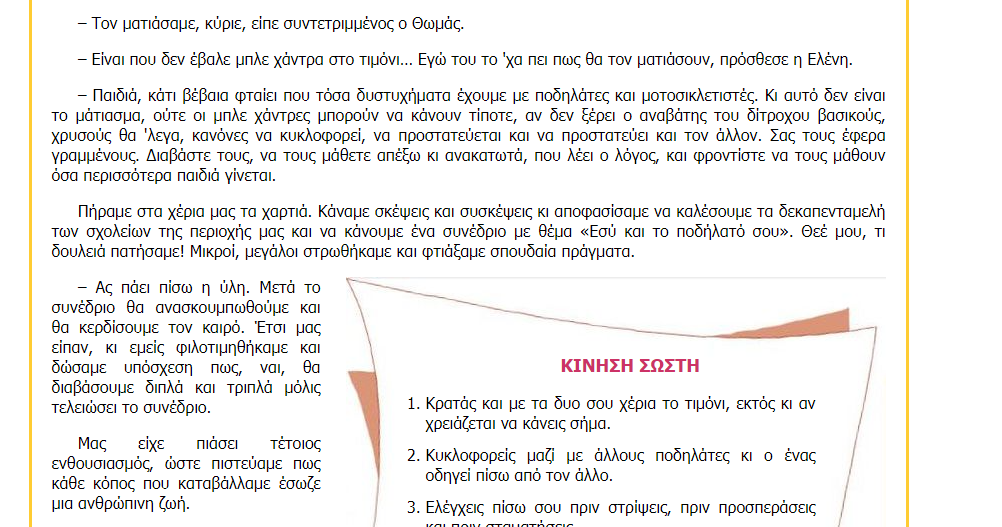 – Τον ματιάσαμε, κύριε, είπε συντετριμμένος ο Θωμάς.
– Είναι που δεν έβαλε μπλε χάντρα στο τιμόνι... Εγώ του το 'χα πει πως θα τον ματιάσουν, πρόσθεσε η Ελένη.
– Παιδιά, κάτι βέβαια φταίει που τόσα δυστυχήματα έχουμε με ποδηλάτες και μοτοσικλετιστές. Κι αυτό δεν είναι
το μάτιασμα, ούτε οι μπλε χάντρες μπορούν να κάνουν τίποτε, αν δεν ξέρει ο αναβάτης του δίτροχου βασικούς,
χρυσούς θα 'λεγα, κανόνες να κυκλοφορεί, να προστατεύεται και να προστατεύει και τον άλλον. Σας τους έφερα
γραμμένους. Διαβάστε τους, να τους μάθετε απέξω κι ανακατωτά, που λέει ο λόγος, και φροντίστε να τους μάθουν
όσα περισσότερα παιδιά γίνεται.
Πήραμε στα χέρια μας τα χαρτιά. Κάναμε σκέψεις και συσκέψεις κι αποφασίσαμε να καλέσουμε τα δεκαπενταμελή
των σχολείων της περιοχής μας και να κάνουμε ένα συνέδριο με θέμα «Εσύ και το ποδήλατό σου». Θεέ μου, τι
δουλειά πατήσαμε! Μικροί, μεγάλοι στρωθήκαμε και φτιάξαμε σπουδαία πράγματα.
– Ας πάει πίσω η ύλη. Μετά το
συνέδριο θα ανασκουμπωθούμε και
θα κερδίσουμε τον καιρό. Έτσι μας
είπαν, κι εμείς φιλοτιμηθήκαμε και
δώσαμε υπόσχεση πως, ναι, θα
διαβάσουμε διπλά και τριπλά μόλις
τελειώσει το συνέδριο.
Μας είχε πιάσει τέτοιος
ενθουσιασμός, ώστε πιστεύαμε πως
κάθε κόπος που καταβάλλαμε έσωζε
μια ανθρώπινη ζωή.
ΚΙΝΗΣΗ ΣΩΣΤΗ
1. Κρατάς και με τα δυο σου χέρια το τιμόνι, εκτός κι αν
χρειάζεται να κάνεις σήμα.
2. Κυκλοφορείς μαζί με άλλους ποδηλάτες κι ο ένας
οδηγεί πίσω από τον άλλο.
3. Ελέγχεις πίσω σου πριν στρίψεις, πριν προσπεράσεις
και πριν σταματήσεις.